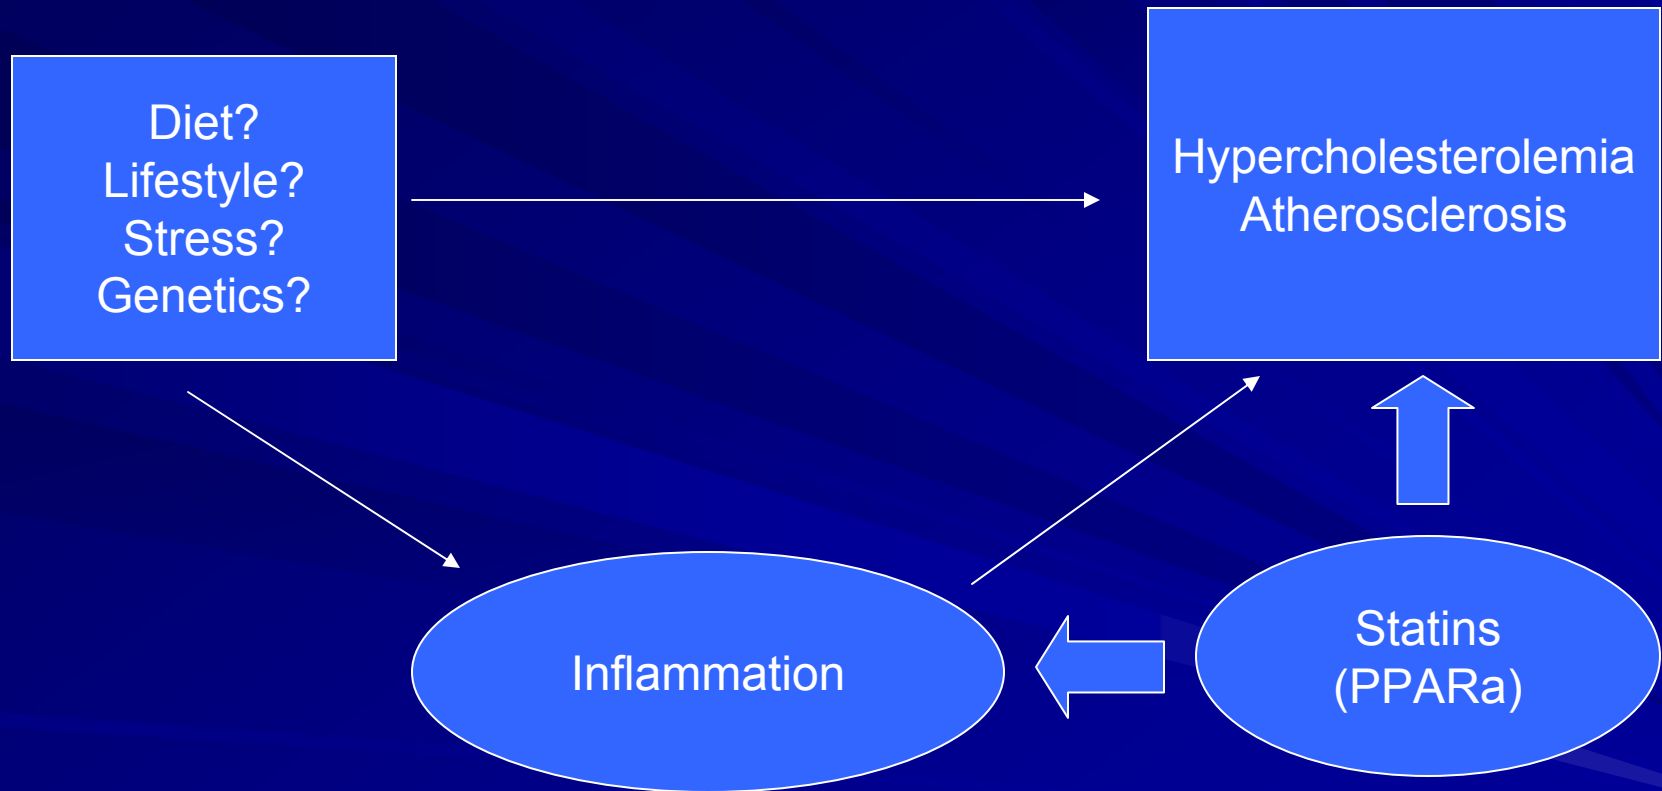 Diet?
Lifestyle?
Stress?
Genetics?
Hypercholesterolemia
Atherosclerosis
Inflammation
Statins
(PPARa)